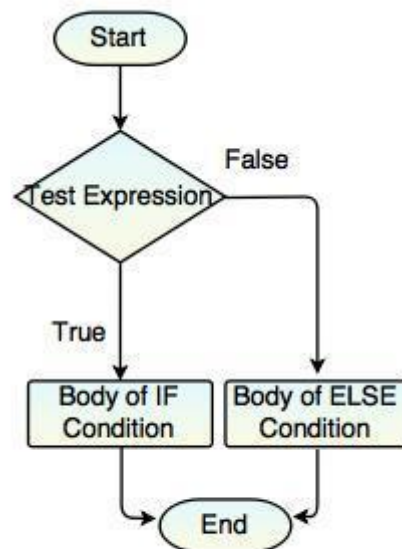 Start
False
Test Expression
True
Body of IF
Condition
Body of ELSE
Condition
End